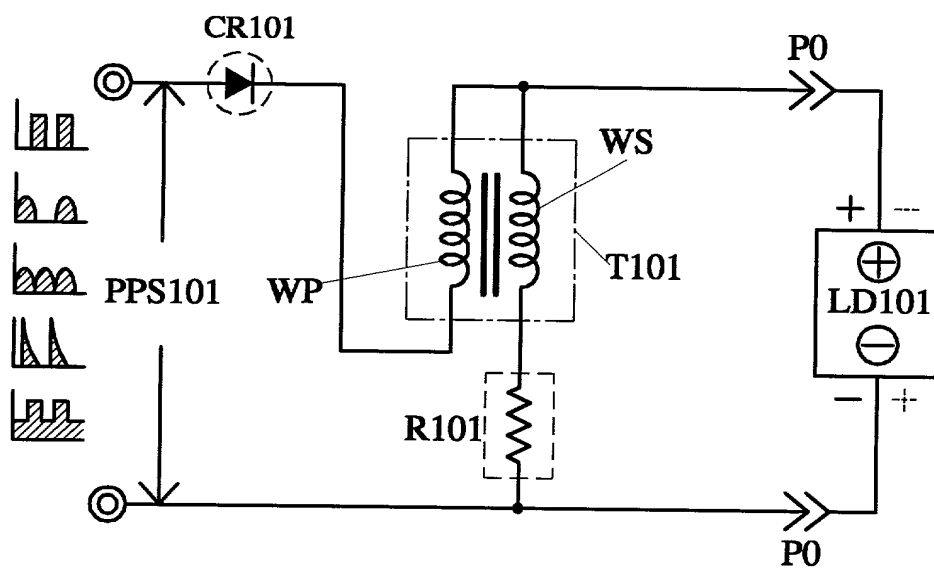 CR101
P0
WS
+ ---
PPS101
WP
T101
+
LD101
−
R101
− +
P0